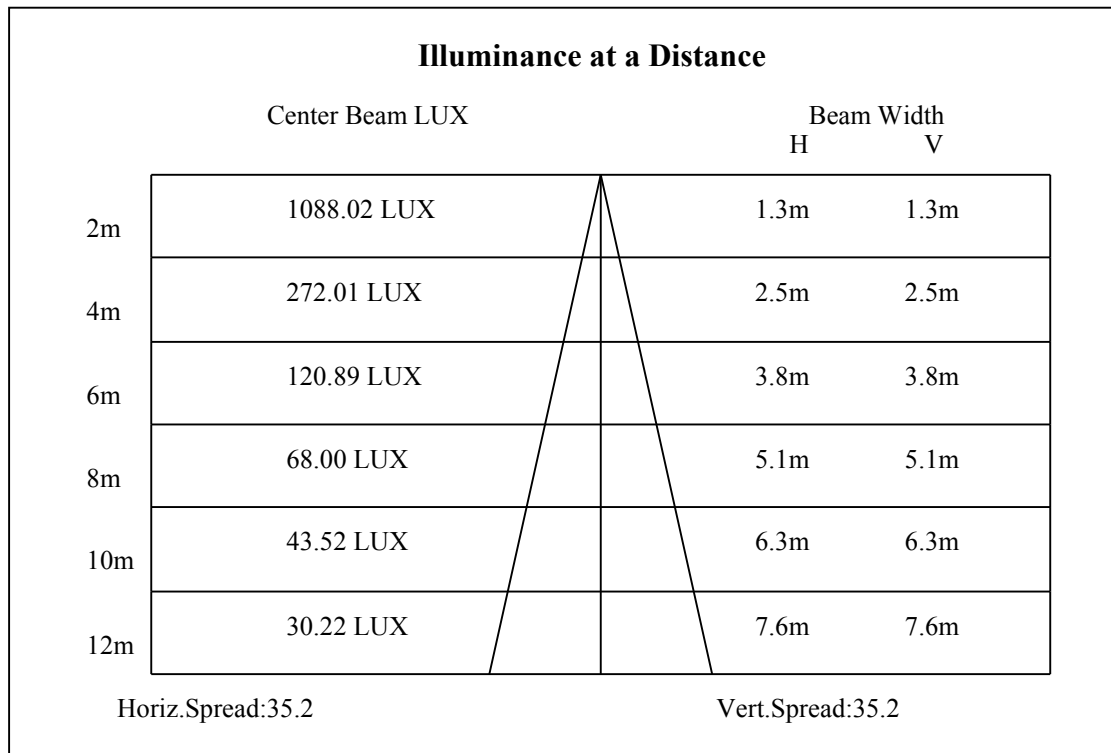 Illuminance at a Distance
Center Beam LUX Beam Width
H V
2m 1088.02 LUX 1.3m 1.3m
4m 272.01 LUX 2.5m 2.5m
6m 120.89 LUX 3.8m 3.8m
8m 68.00 LUX 5.1m 5.1m
10m 43.52 LUX 6.3m 6.3m
12m 30.22 LUX 7.6m 7.6m
Horiz.Spread:35.2 Vert.Spread:35.2